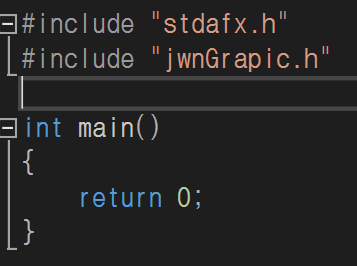 #include "stdafx.h"
#include "jwnGrapic.h"
int main()
{
    return 0;
}